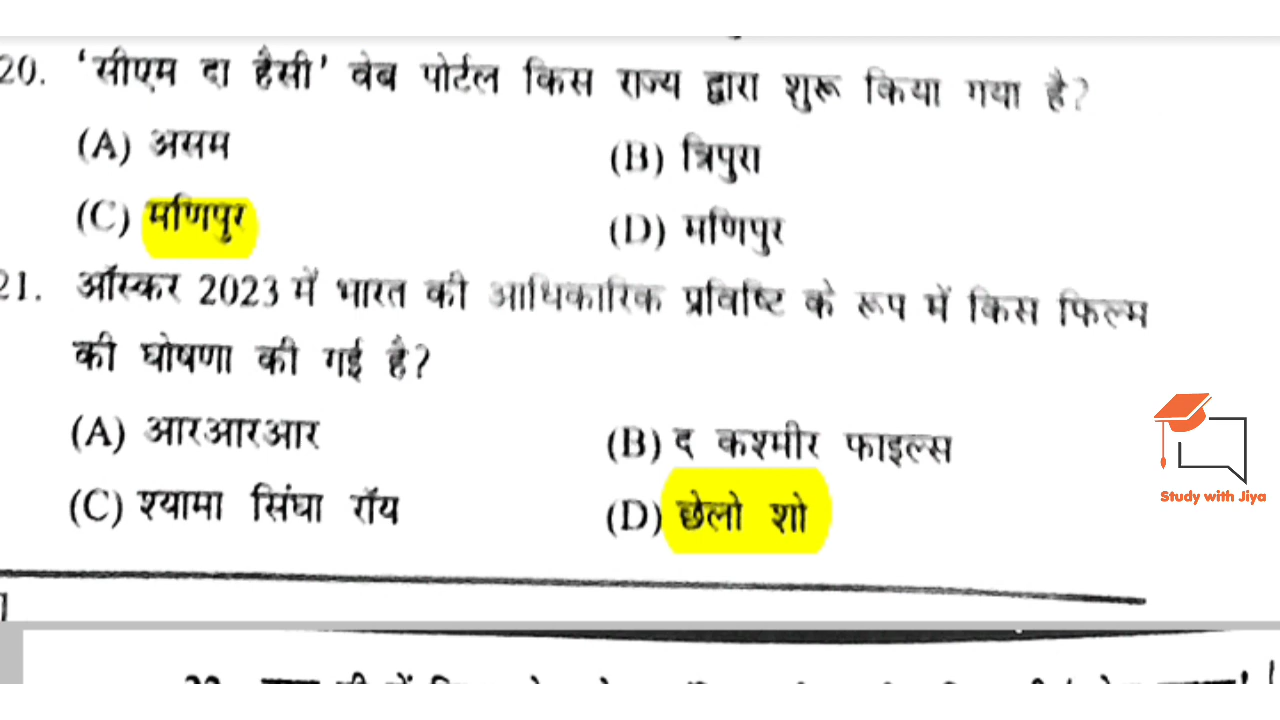 20. 'सीएम दा हैसी' वेब पोर्टल किस राज्य द्वारा शुरू किया गया है?
(A) असम (B) त्रिपुरा
(C) मणिपुर (D) मणिपुर
21. ऑस्कर 2023 में भारत की आधिकारिक प्रविष्टि के रूप में किस फिल्म
की घोषणा की गई है?
(A) आरआरआर (B) द कश्मीर फाइल्स
(C) श्यामा सिंघा रॉय (D) छेलो शो
Study with Jiya